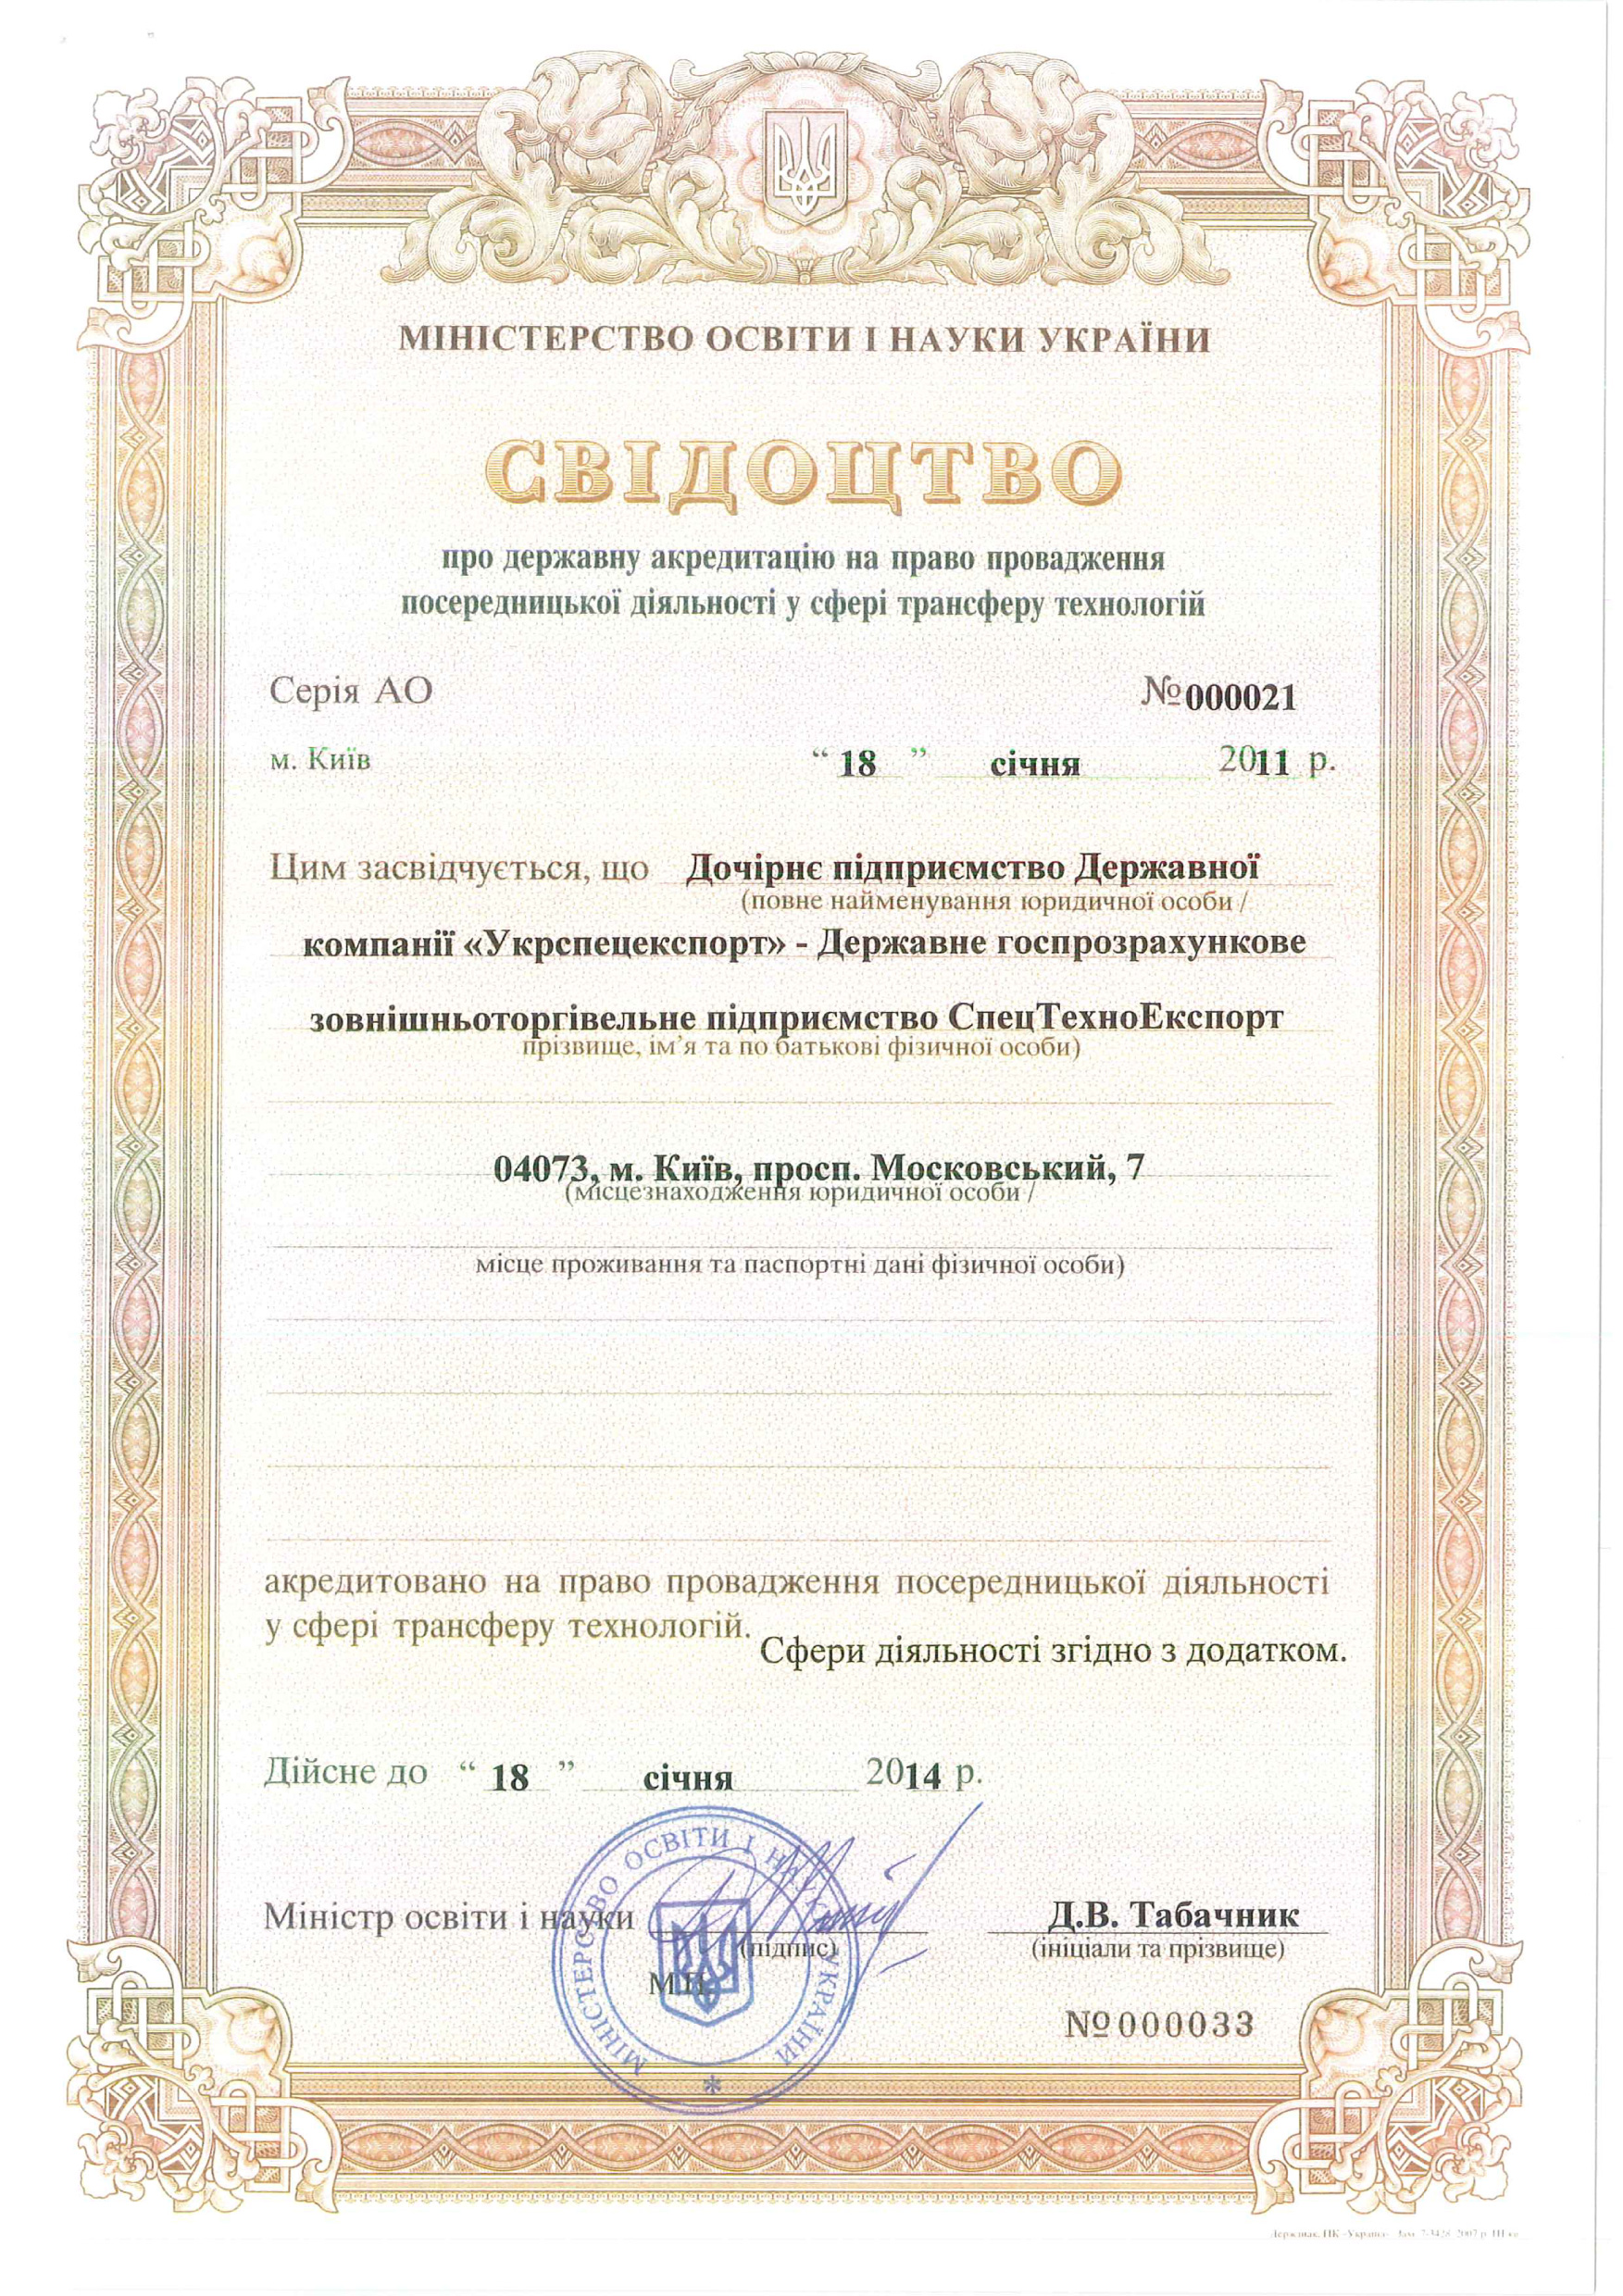 МІНІСТЕРСТВО ОСВІТИ І НАУКИ УКРАЇНИ
СВІДОЦТВО
про державну акредитацію на право провадження
посередницької діяльності у сфері трансферу технологій
Серія АО №000021
м. Київ “ 18 ” січня 2011 р.
Цим засвідчується, що Дочірнє підприємство Державної
(повне найменування юридичної особи /
компанії «Укрспецекспорт» - Державне госпрозрахункове
зовнішньоторгівельне підприємство СпецТехноЕкспорт
прізвище, ім’я та по батькові фізичної особи)
04073, м. Київ, просп. Московський, 7
(місцезнаходження юридичної особи /
місце проживання та паспортні дані фізичної особи)
акредитовано на право провадження посередницької діяльності
у сфері трансферу технологій.
Сфери діяльності згідно з додатком.
Дійсне до “ 18 ” січня 2014 р.
Міністр освіти і науки Д.В. Табачник
(підпис) (ініціали та прізвище)
М.П.
МІНІСТЕРСТВО ОСВІТИ І НАУКИ УКРАЇНИ
№000033